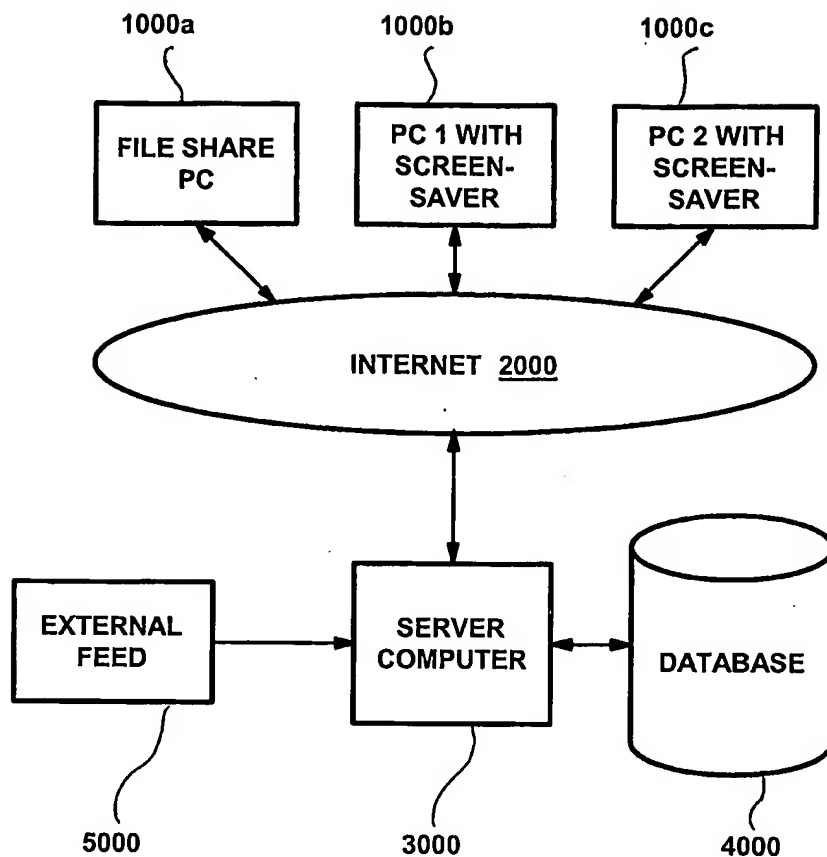 1000a
1000b
1000c
FILE SHARE
PC
PC 1 WITH
SCREEN-
SAVER
PC 2 WITH
SCREEN-
SAVER
INTERNET 2000
EXTERNAL
FEED
SERVER
COMPUTER
DATABASE
5000
3000
4000